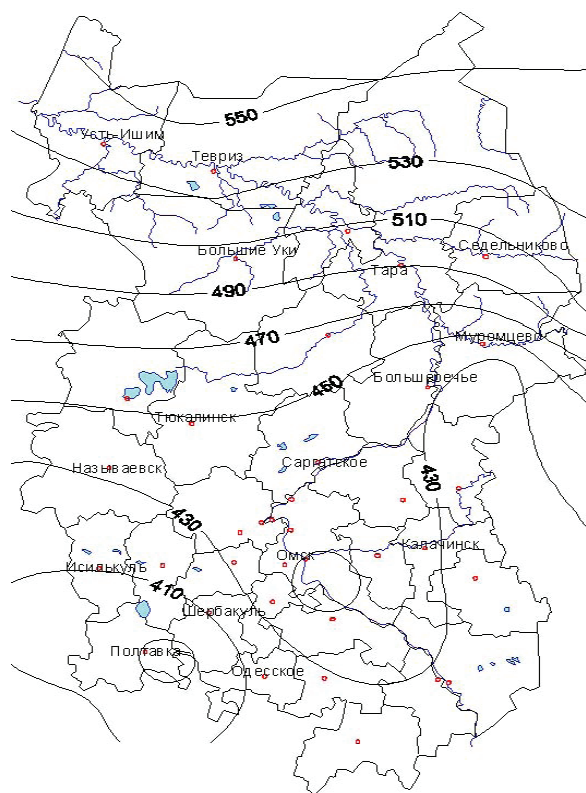 550
Усть-Ишим
Тевриз
530
510
Большие Уки
Седельниково
Тара
490
470
Муромцево
450
Большеречье
Тюкалинск
Называевск
Саргатское
430
430
Омск
Калачинск
Исилькуль
410
Шербакуль
Полтавка
Одесское